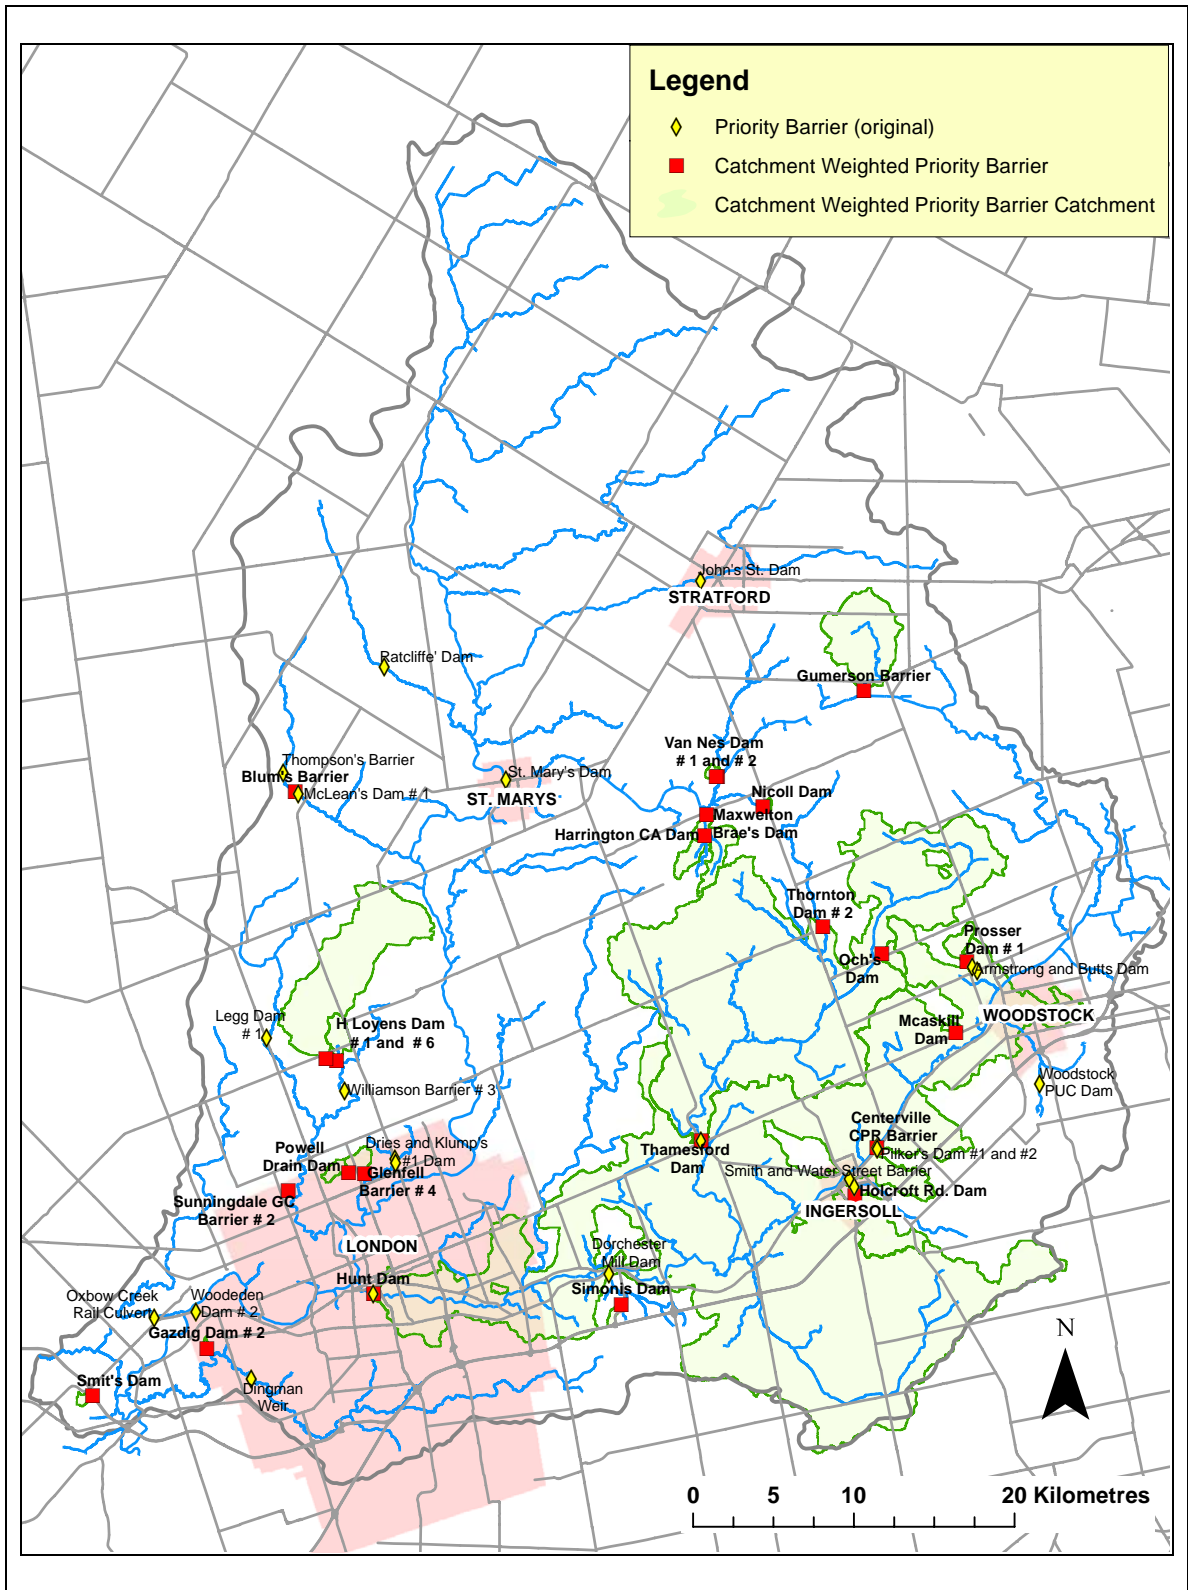 Legend
Priority Barrier (original)
Catchment Weighted Priority Barrier
Catchment Weighted Priority Barrier Catchment
John's St. Dam
STRATFORD
Ratcliffe' Dam
Gumerson Barrier
Van Nes Dam
# 1 and # 2
Thompson's Barrier
Blum's Barrier
McLean's Dam # 1
St. Mary's Dam
ST. MARYS
Nicoll Dam
Maxwelton
Brae's Dam
Harrington CA Dam
Thornton
Dam # 2
Och's
Dam
Prosser
Dam # 1
Armstrong and Butts Dam
WOODSTOCK
Mcaskill
Dam
Woodstock
PUC Dam
Legg Dam
# 1
H Loyens Dam
# 1 and # 6
Williamson Barrier # 3
Centerville
CPR Barrier
Pilker's Dam #1 and #2
Thamesford
Dam
Smith and Water Street Barrier
Holcroft Rd. Dam
INGERSOLL
Powell
Drain Dam
Dries and Klump's
#1 Dam
Glenfell
Barrier # 4
Sunningdale GC
Barrier # 2
LONDON
Dorchester
Mill Dam
Simonis Dam
Hunt Dam
Oxbow Creek
Rail Culvert
Woodeden
Dam # 2
Gazdig Dam # 2
Smit's Dam
Dingman
Weir
N
0 5 10 20 Kilometres